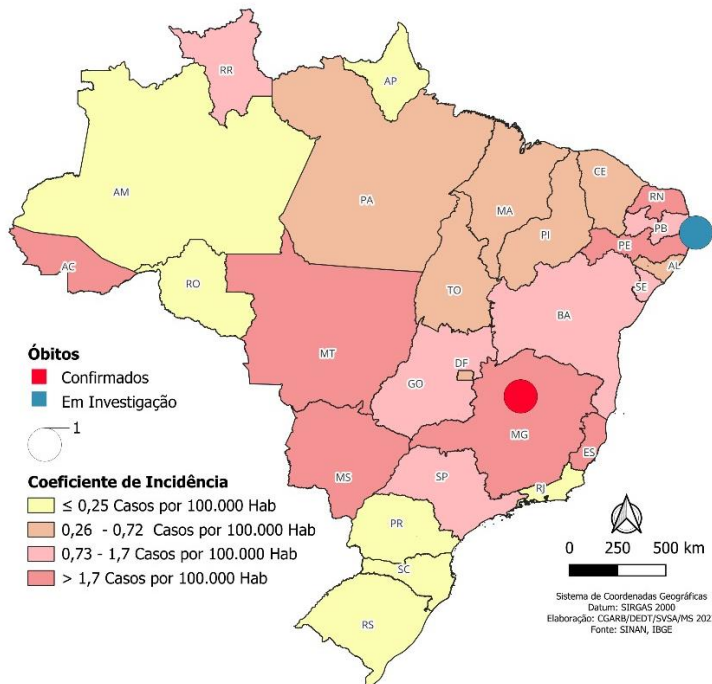 RR
AP
AM
PA
MA
CE
RN
PB
PI
PE
AC
AL
TO
SE
RO
BA
MT
DF
GO
MG
ES
MS
SP
RJ
PR
SC
RS
Óbitos
Confirmados
Em Investigação
1
Coeficiente de Incidência
≤ 0,25 Casos por 100.000 Hab
0,26 - 0,72 Casos por 100.000 Hab
0,73 - 1,7 Casos por 100.000 Hab
> 1,7 Casos por 100.000 Hab
0 250 500 km
Sistema de Coordenadas Geográficas
Datum: SIRGAS 2000
Elaboração: CGARB/DEDT/SVSA/MS 202
Fonte: SINAN, IBGE